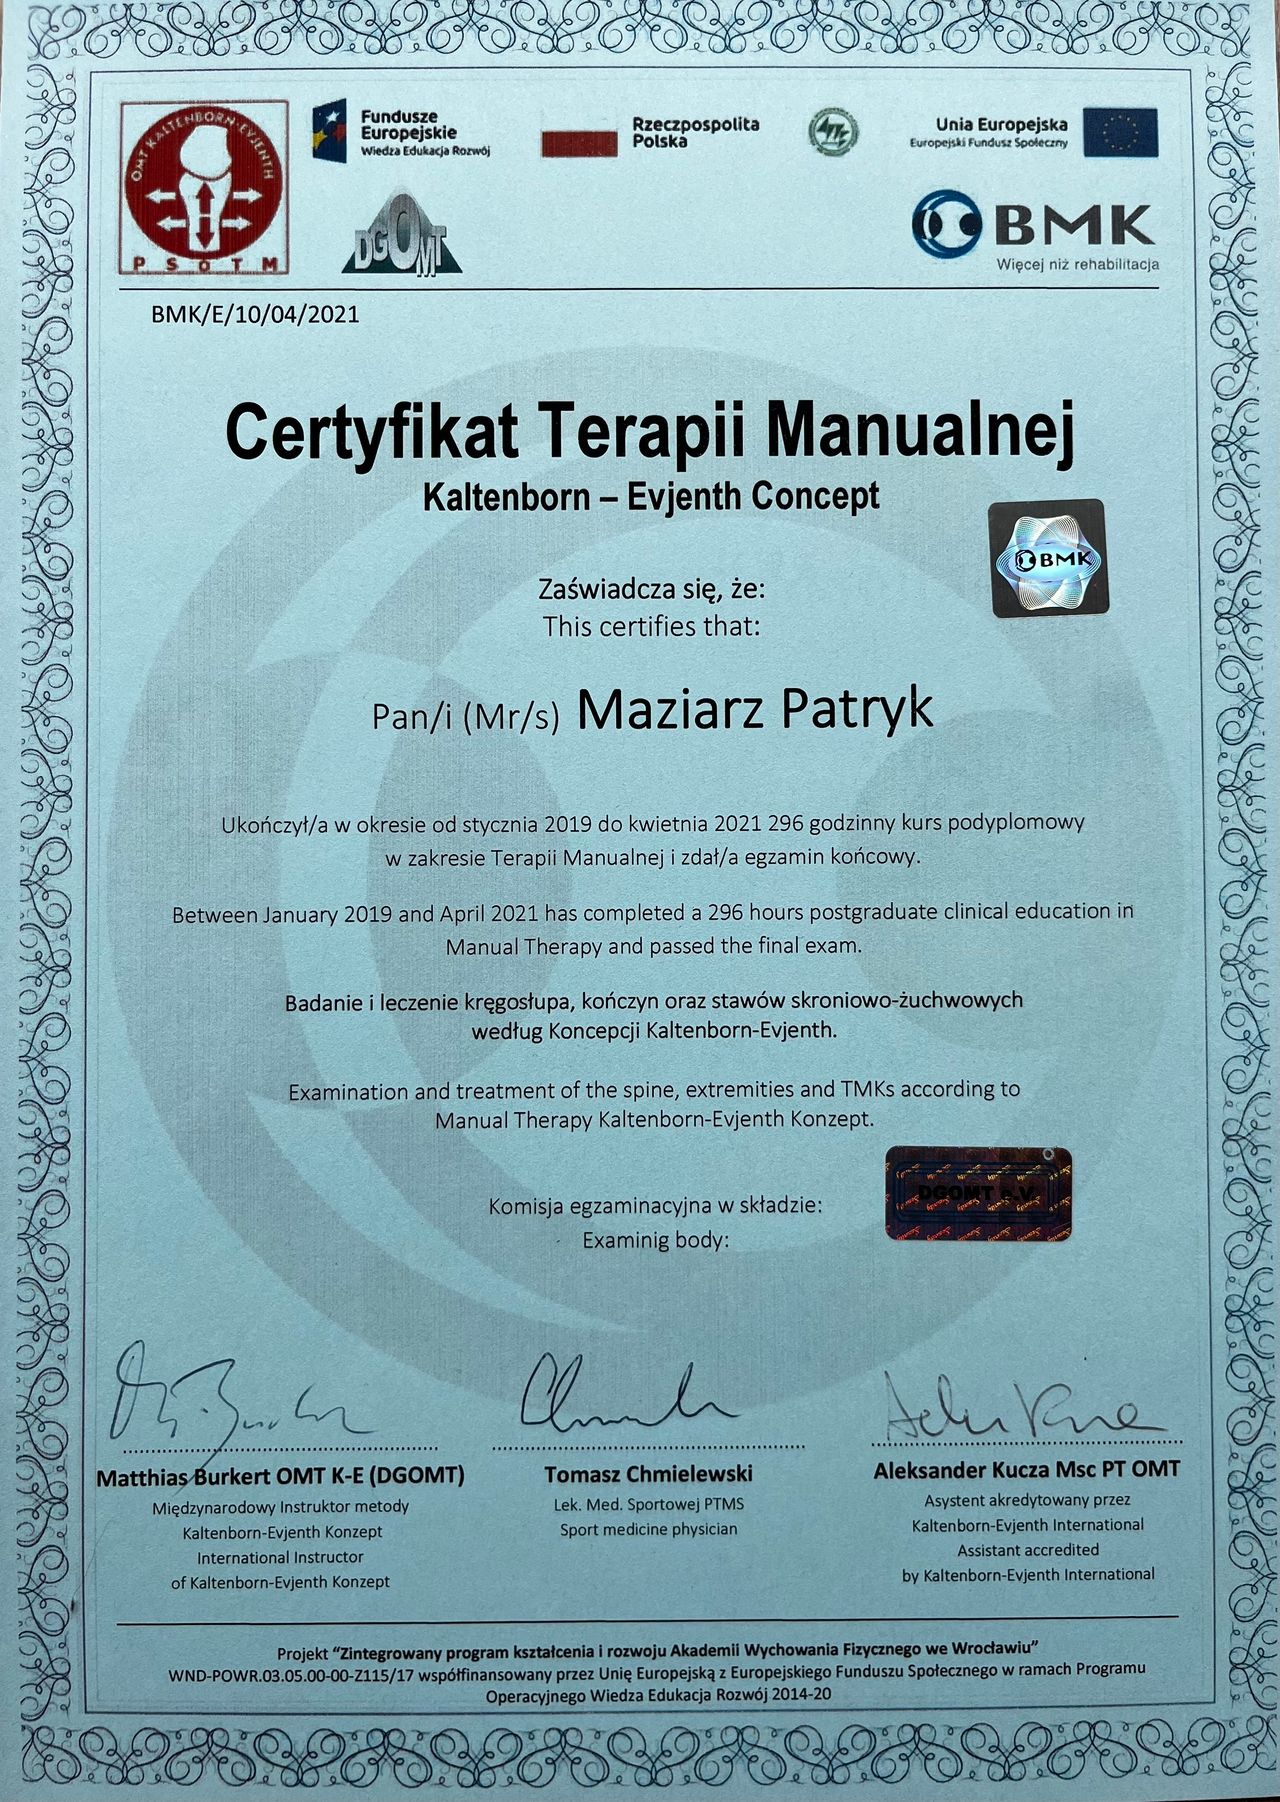 OMT KALTENBORN-EVJENTH
PSOTM
Fundusze
Europejskie
Wiedza Edukacja Rozwój
DGOMT
Rzeczpospolita
Polska
Unia Europejska
Europejski Fundusz Społeczny
BMK
Więcej niż rehabilitacja
BMK/E/10/04/2021
Certyfikat Terapii Manualnej
Kaltenborn – Evjenth Concept
BMK
Zaświadcza się, że:
This certifies that:
Pan/i (Mr/s) Maziarz Patryk
Ukończył/a w okresie od stycznia 2019 do kwietnia 2021 296 godzinny kurs podyplomowy
w zakresie Terapii Manualnej i zdał/a egzamin końcowy.
Between January 2019 and April 2021 has completed a 296 hours postgraduate clinical education in
Manual Therapy and passed the final exam.
Badanie i leczenie kręgosłupa, kończyn oraz stawów skroniowo-żuchwowych
według Koncepcji Kaltenborn-Evjenth.
Examination and treatment of the spine, extremities and TMKs according to
Manual Therapy Kaltenborn-Evjenth Konzept.
DGOMT e.V.
Komisja egzaminacyjna w składzie:
Examinig body:
Matthias Burkert OMT K-E (DGOMT)
Międzynarodowy Instruktor metody
Kaltenborn-Evjenth Konzept
International Instructor
of Kaltenborn-Evjenth Konzept
Tomasz Chmielewski
Lek. Med. Sportowej PTMS
Sport medicine physician
Aleksander Kucza Msc PT OMT
Asystent akredytowany przez
Kaltenborn-Evjenth International
Assistant accredited
by Kaltenborn-Evjenth International
Projekt “Zintegrowany program kształcenia i rozwoju Akademii Wychowania Fizycznego we Wrocławiu”
WND-POWR.03.05.00-00-Z115/17 współfinansowany przez Unię Europejską z Europejskiego Funduszu Społecznego w ramach Programu
Operacyjnego Wiedza Edukacja Rozwój 2014-20